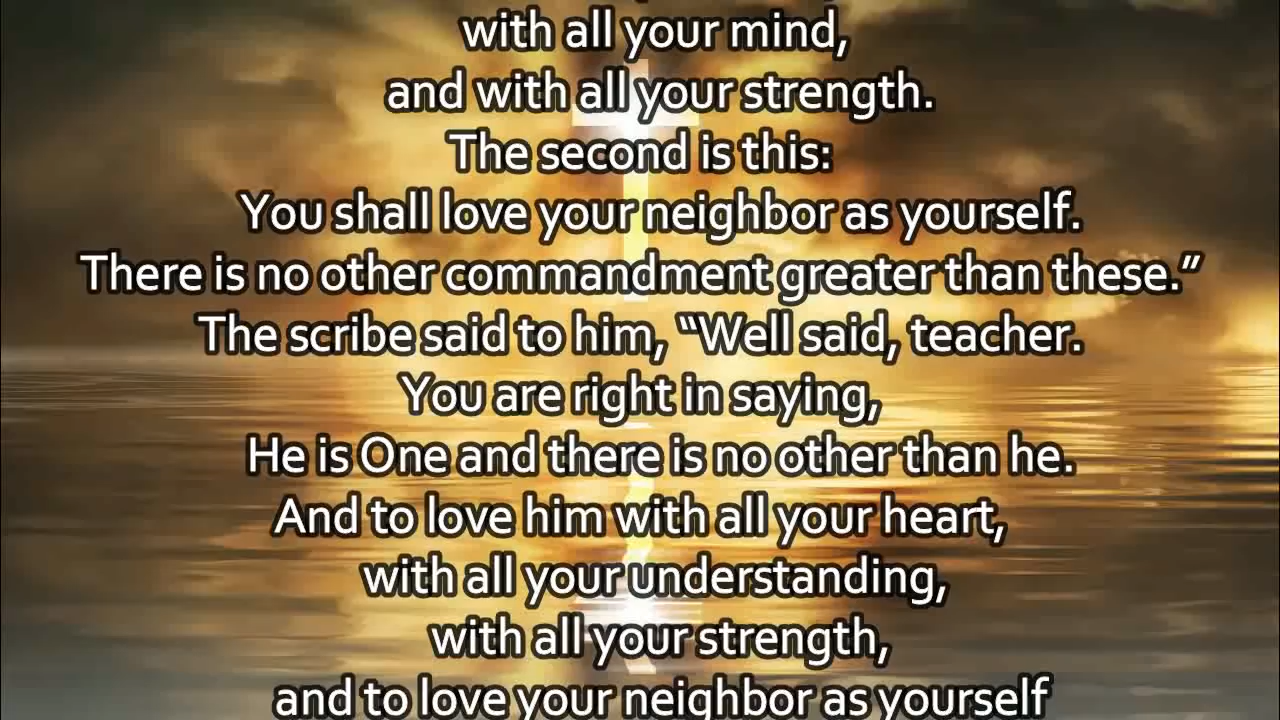 with all your mind,
and with all your strength.
The second is this:
You shall love your neighbor as yourself.
There is no other commandment greater than these.”
The scribe said to him, “Well said, teacher.
You are right in saying,
He is One and there is no other than he.
And to love him with all your heart,
with all your understanding,
with all your strength,
and to love your neighbor as yourself